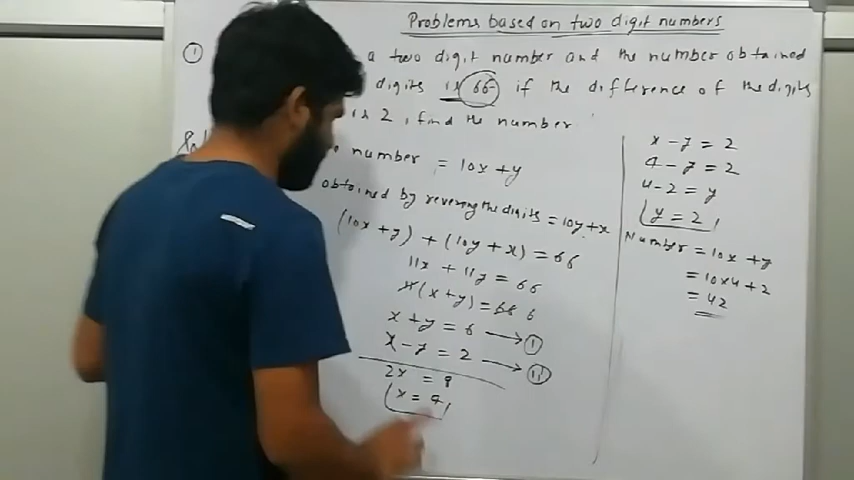 Problems based on two digit numbers
① a two digit number and the number obtained
digits is 66 if the difference of the digits
is 2, find the number
number = 10x+y
obtained by reversing the digits = 10y+x
(10x+y) + (10y+x) = 66
11x + 11y = 66
11(x+y) = 66 6
x+y = 6 → ①
x-y = 2 → ⑪
2x = 8
x = 4
x-y = 2
4-y = 2
4-2 = y
y = 2
Number = 10x+y
= 10x4+2
= 42